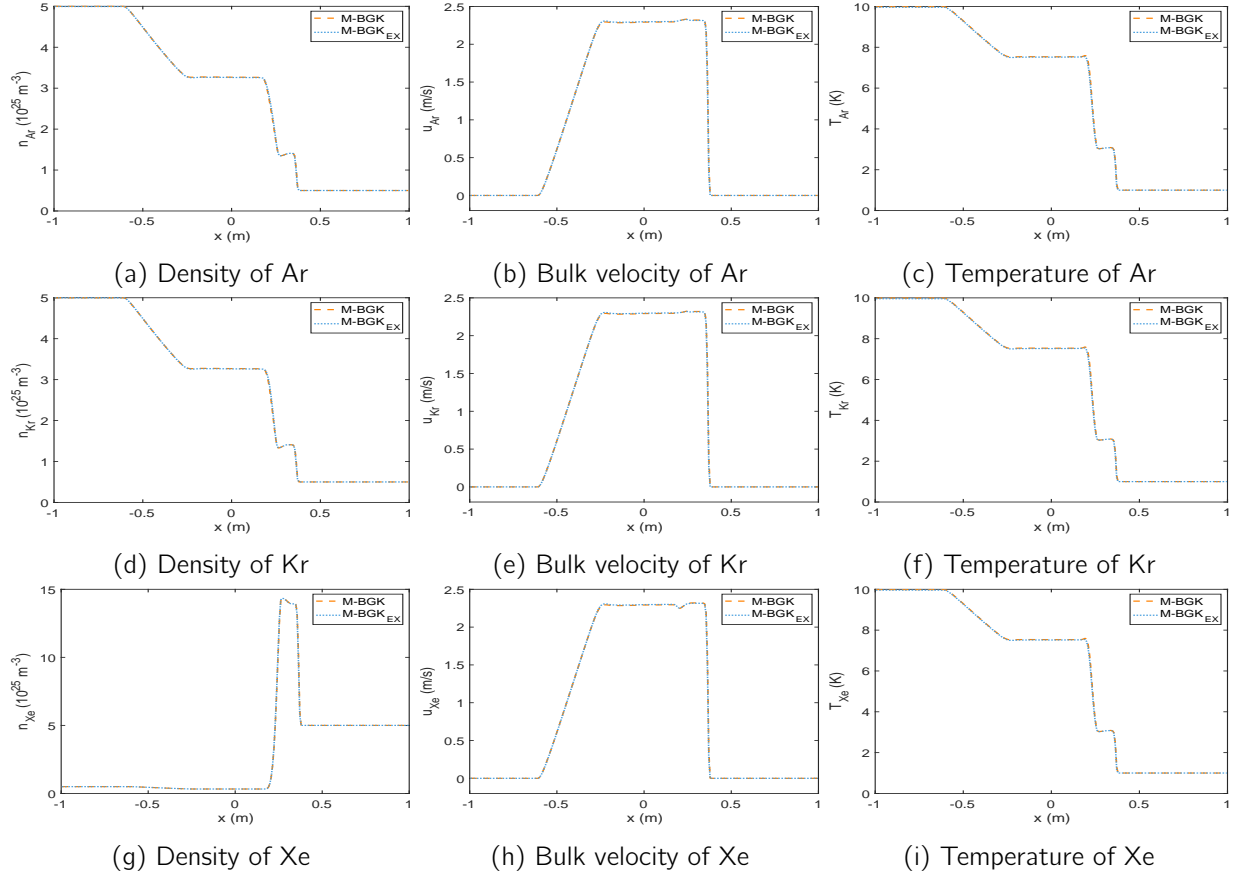 5
4
3
2
1
0
n_Ar (10^25 m^-3)
-1 -0.5 0 0.5 1
x (m)
M-BGK
M-BGK_EX
(a) Density of Ar
2.5
2
1.5
1
0.5
0
u_Ar (m/s)
-1 -0.5 0 0.5 1
x (m)
M-BGK
M-BGK_EX
(b) Bulk velocity of Ar
10
8
6
4
2
0
T_Ar (K)
-1 -0.5 0 0.5 1
x (m)
M-BGK
M-BGK_EX
(c) Temperature of Ar
5
4
3
2
1
0
n_Kr (10^25 m^-3)
-1 -0.5 0 0.5 1
x (m)
M-BGK
M-BGK_EX
(d) Density of Kr
2.5
2
1.5
1
0.5
0
u_Kr (m/s)
-1 -0.5 0 0.5 1
x (m)
M-BGK
M-BGK_EX
(e) Bulk velocity of Kr
10
8
6
4
2
0
T_Kr (K)
-1 -0.5 0 0.5 1
x (m)
M-BGK
M-BGK_EX
(f) Temperature of Kr
15
10
5
0
n_Xe (10^25 m^-3)
-1 -0.5 0 0.5 1
x (m)
M-BGK
M-BGK_EX
(g) Density of Xe
2.5
2
1.5
1
0.5
0
u_Xe (m/s)
-1 -0.5 0 0.5 1
x (m)
M-BGK
M-BGK_EX
(h) Bulk velocity of Xe
10
8
6
4
2
0
T_Xe (K)
-1 -0.5 0 0.5 1
x (m)
M-BGK
M-BGK_EX
(i) Temperature of Xe